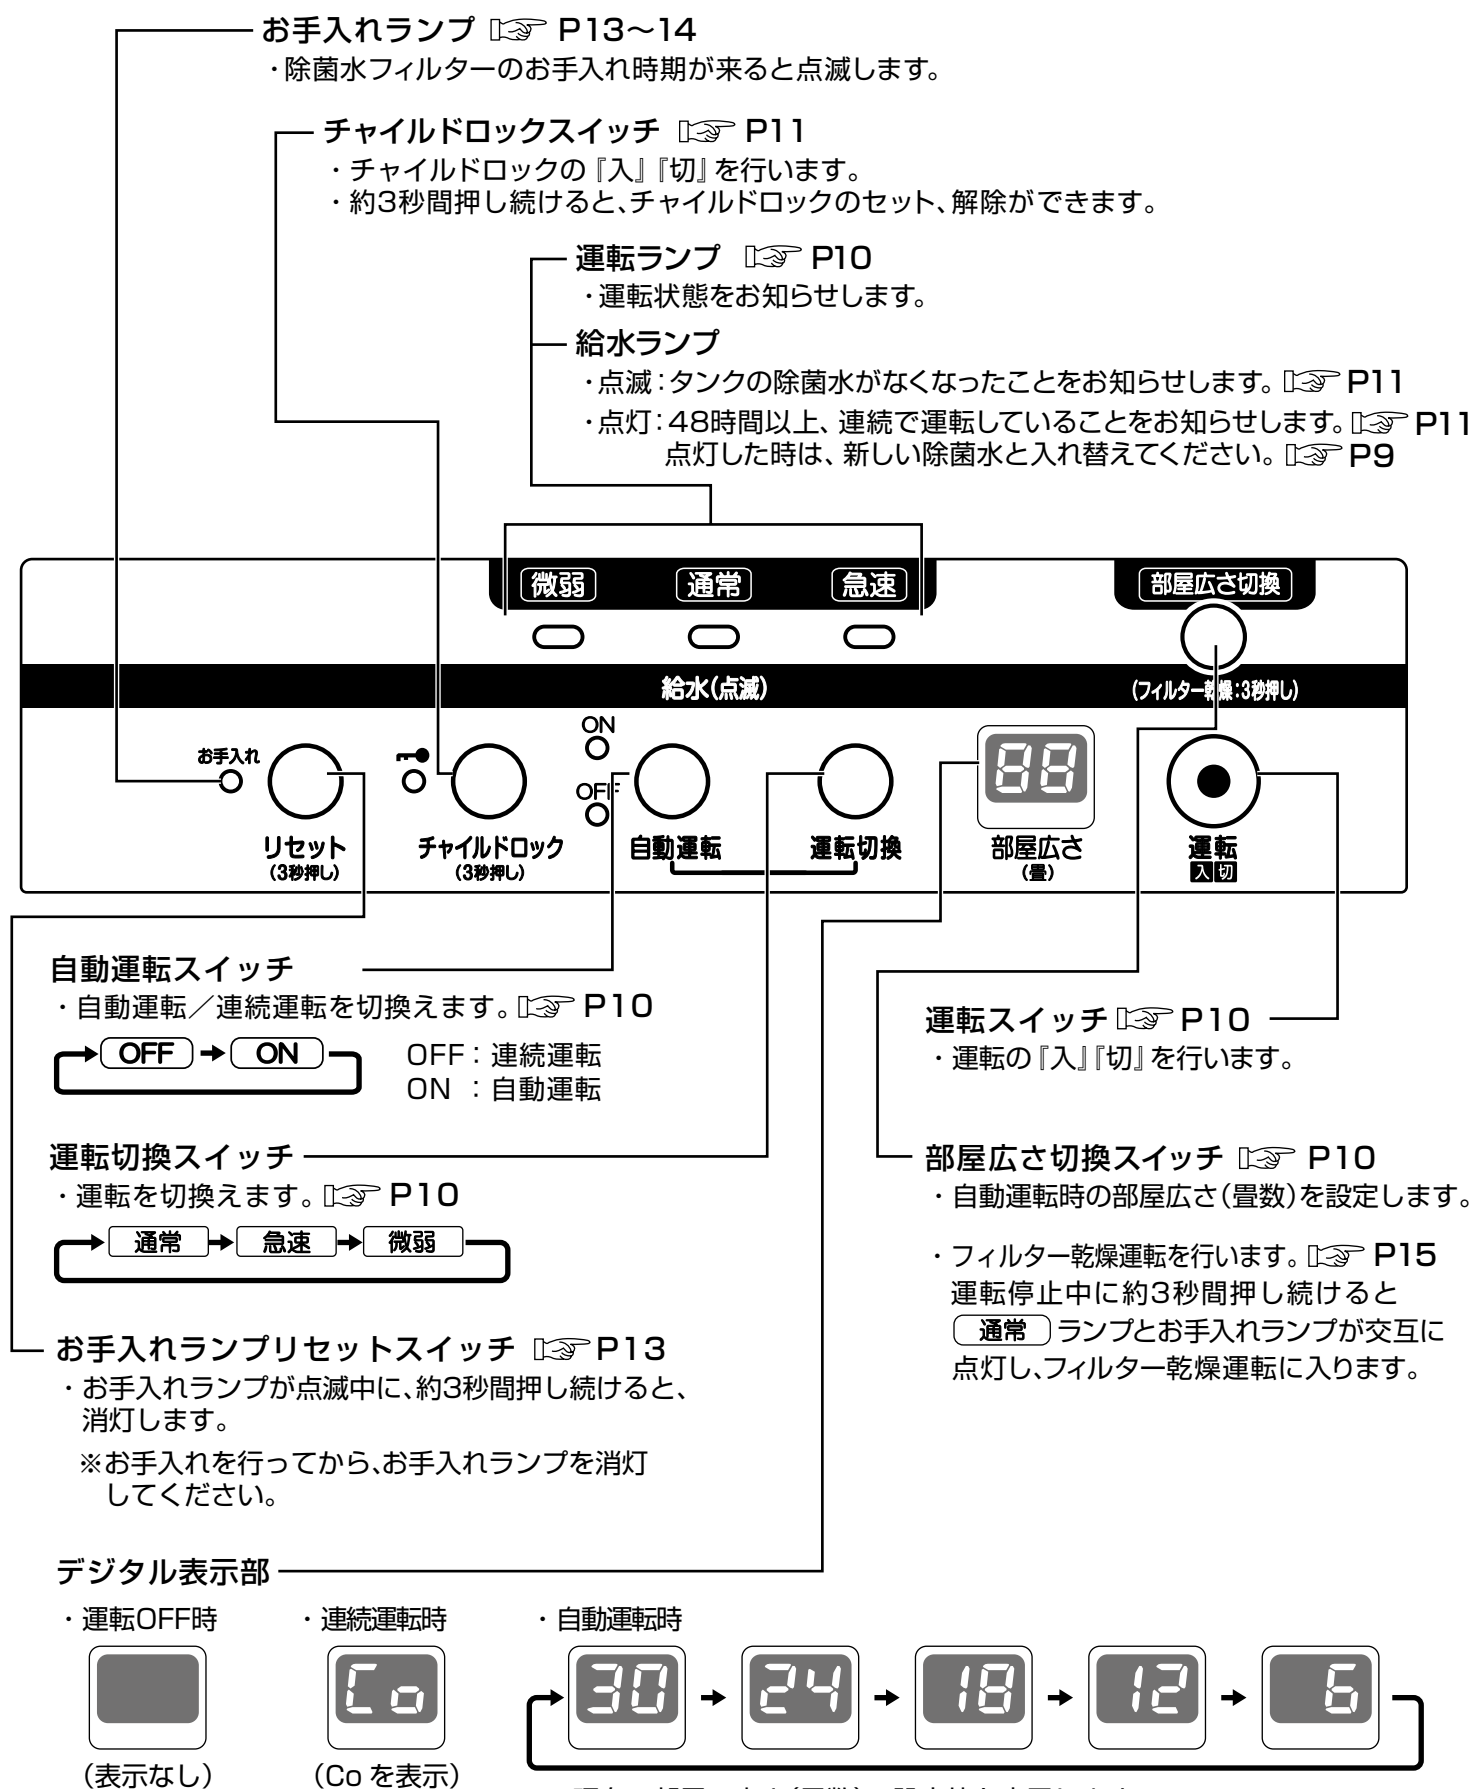 お手入れランプ ☞ P13〜14
・除菌水フィルターのお手入れ時期が来ると点滅します。
チャイルドロックスイッチ ☞ P11
・チャイルドロックの『入』『切』を行います。
・約3秒間押し続けると、チャイルドロックのセット、解除ができます。
運転ランプ ☞ P10
・運転状態をお知らせします。
給水ランプ
・点滅：タンクの除菌水がなくなったことをお知らせします。☞ P11
・点灯：48時間以上、連続で運転していることをお知らせします。☞ P11
点灯した時は、新しい除菌水と入れ替えてください。☞ P9
微弱 通常 急速 部屋広さ切換
給水(点滅) (フィルター乾燥:3秒押し)
ON
お手入れ
OFF
88
リセット チャイルドロック 自動運転 運転切換 部屋広さ 運転
(3秒押し) (3秒押し) (畳) 入切
自動運転スイッチ
・自動運転／連続運転を切換えます。☞ P10
OFF → ON OFF：連続運転
ON ：自動運転
運転切換スイッチ
・運転を切換えます。☞ P10
通常 → 急速 → 微弱
お手入れランプリセットスイッチ ☞ P13
・お手入れランプが点滅中に、約3秒間押し続けると、
消灯します。
※お手入れを行ってから、お手入れランプを消灯
してください。
運転スイッチ ☞ P10
・運転の『入』『切』を行います。
部屋広さ切換スイッチ ☞ P10
・自動運転時の部屋広さ(畳数)を設定します。
・フィルター乾燥運転を行います。☞ P15
運転停止中に約3秒間押し続けると
通常 ランプとお手入れランプが交互に
点灯し、フィルター乾燥運転に入ります。
デジタル表示部
・運転OFF時 ・連続運転時 ・自動運転時
Co 30 → 24 → 18 → 12 → 6
(表示なし) (Co を表示)